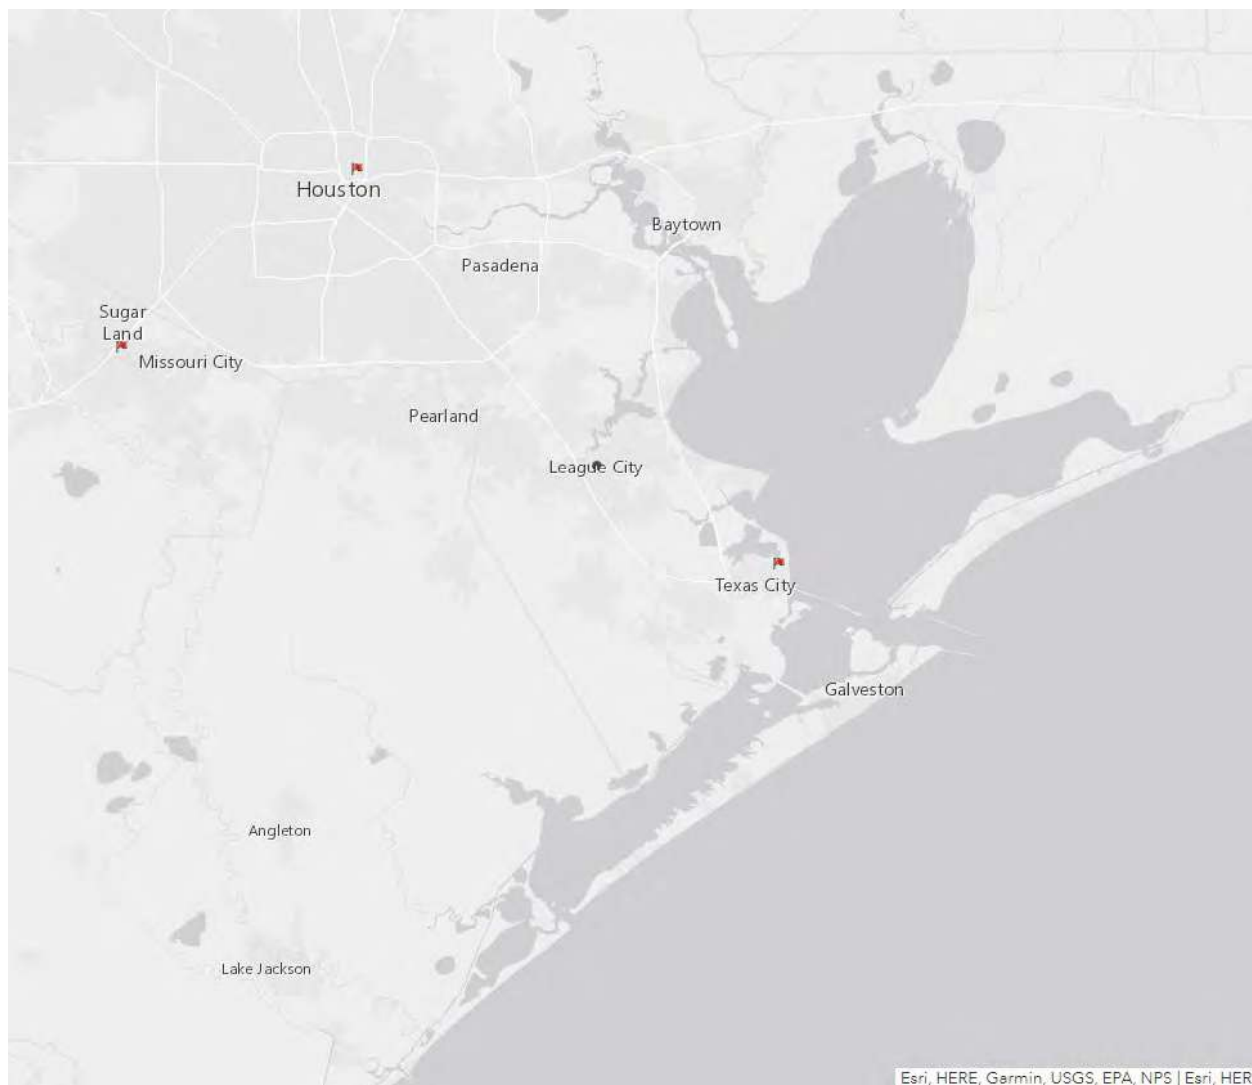 Houston
Baytown
Pasadena
Sugar
Land
Missouri City
Pearland
League City
Texas City
Galveston
Angleton
Lake Jackson
Esri, HERE, Garmin, USGS, EPA, NPS | Esri, HER